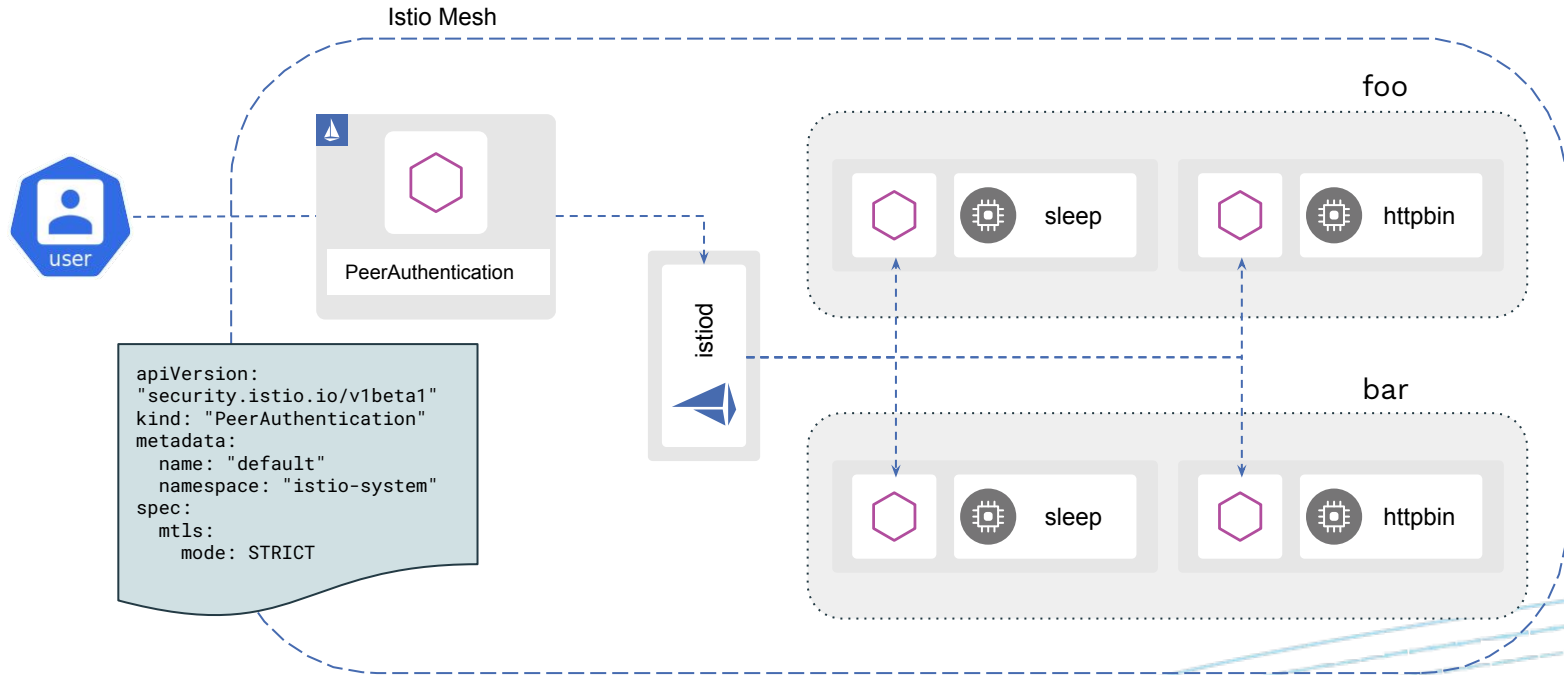 Istio Mesh
foo
user
PeerAuthentication
sleep
httpbin
istiod
apiVersion:
"security.istio.io/v1beta1"
kind: "PeerAuthentication"
metadata:
  name: "default"
  namespace: "istio-system"
spec:
  mtls:
    mode: STRICT
bar
sleep
httpbin